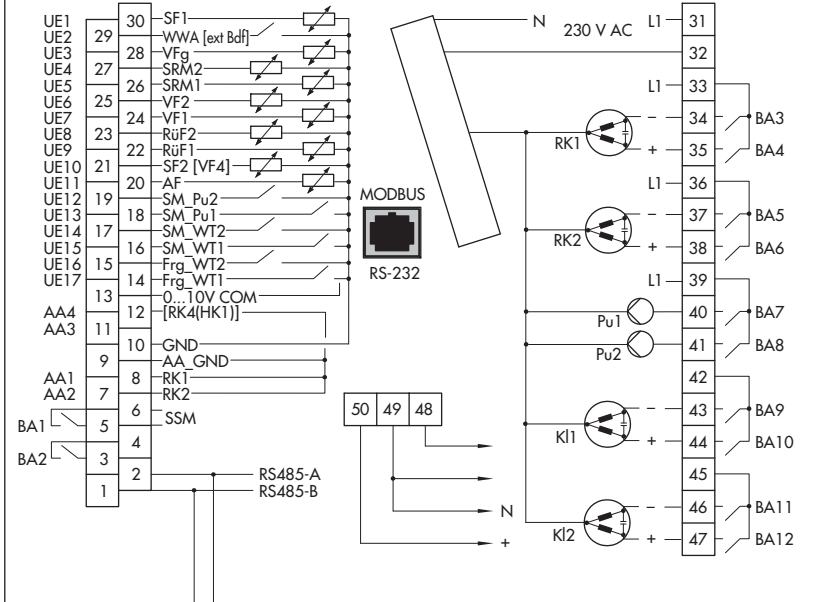 UE1 30 SF1
UE2 29 WWA [ext Bdf]
UE3 28 VFg
UE4 27 SRM2
UE5 26 SRM1
UE6 25 VF2
UE7 24 VF1
UE8 23 RüF2
UE9 22 RüF1
UE10 21 SF2 [VF4]
UE11 20 AF
UE12 19 SM_Pu2
UE13 18 SM_Pu1
UE14 17 SM_WT2
UE15 16 SM_WT1
UE16 15 Frg_WT2
UE17 14 Frg_WT1
13 0...10V COM
AA4 12 [RK4(HK1)]
AA3 11
10 GND
9 AA_GND
AA1 8 RK1
AA2 7 RK2
6 SSM
BA1 5
4
BA2 3
2 RS485-A
RS485-B
1
MODBUS
RS-232
50 49 48
N
+
N 230 V AC L1 31
32
L1 33
RK1 − 34 BA3
+ 35 BA4
L1 36
RK2 − 37 BA5
+ 38 BA6
L1 39
Pu1 40 BA7
Pu2 41 BA8
42
Kl1 − 43 BA9
+ 44 BA10
45
Kl2 − 46 BA11
+ 47 BA12